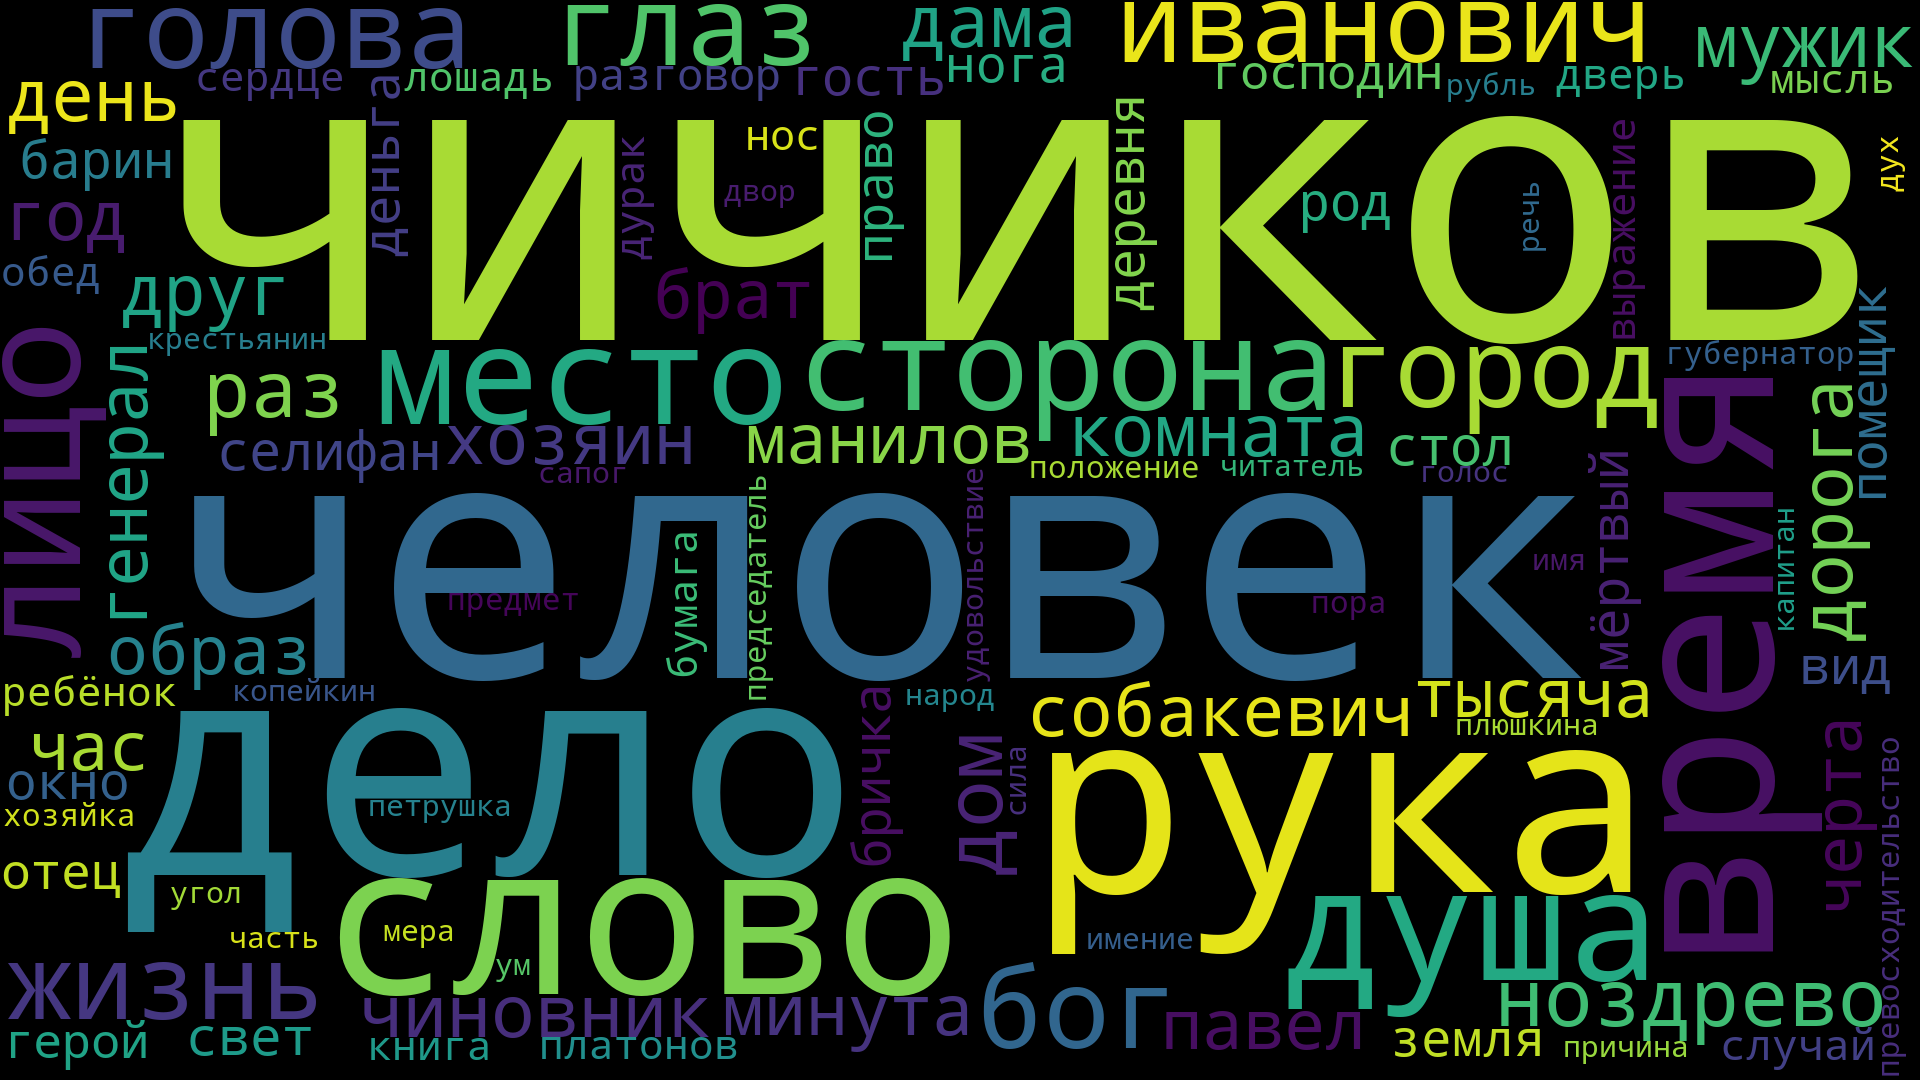 голова
глаз
дама
иванович
мужик
сердце
лошадь
разговор
гость
нога
господин
рубль
дверь
мысль
день
деньга
чичиков
нос
право
деревня
дурак
двор
род
речь
выражение
дух
барин
год
обед
друг
брат
крестьянин
лицо
генерал
раз
место
сторона
город
губернатор
помещик
селифан
хозяин
сапог
манилов
комната
положение
читатель
стол
голос
время
дорога
человек
предмет
бумага
председатель
удовольствие
пора
имя
мёртвый
капитан
образ
вид
ребёнок
копейкин
народ
собакевич
тысяча
плюшкина
час
дело
бричка
дом
сила
рука
черта
превосходительство
окно
хозяйка
петрушка
отец
угол
слово
душа
часть
мера
ум
имение
жизнь
чиновник
минута
бог
павел
ноздрево
герой
свет
книга
платонов
земля
причина
случай